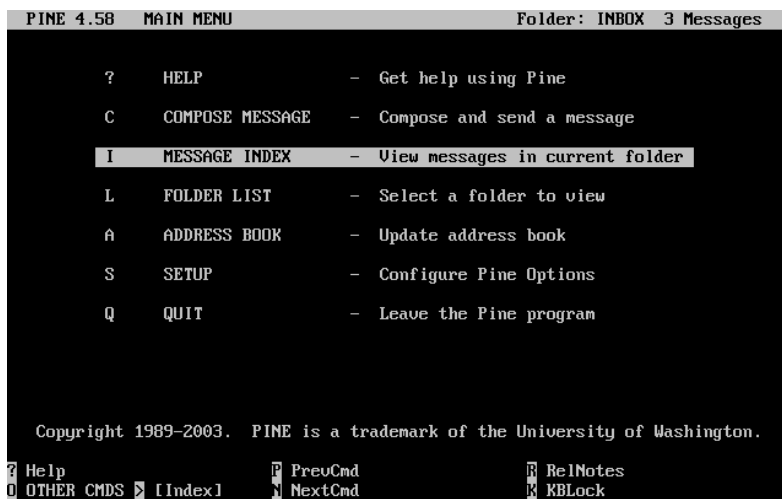 PINE 4.58   MAIN MENU   Folder: INBOX   3 Messages
?   HELP   -   Get help using Pine
C   COMPOSE MESSAGE   -   Compose and send a message
I   MESSAGE INDEX   -   View messages in current folder
L   FOLDER LIST   -   Select a folder to view
A   ADDRESS BOOK   -   Update address book
S   SETUP   -   Configure Pine Options
Q   QUIT   -   Leave the Pine program
Copyright 1989-2003.  PINE is a trademark of the University of Washington.
? Help   P PrevCmd   R RelNotes
O OTHER CMDS > [Index]   N NextCmd   K KBLock